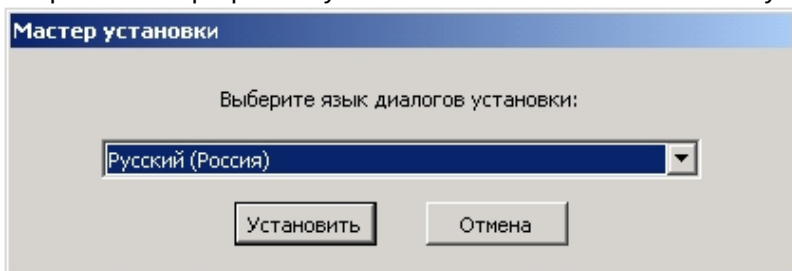 Мастер установки
Выберите язык диалогов установки:
Русский (Россия)
Установить Отмена